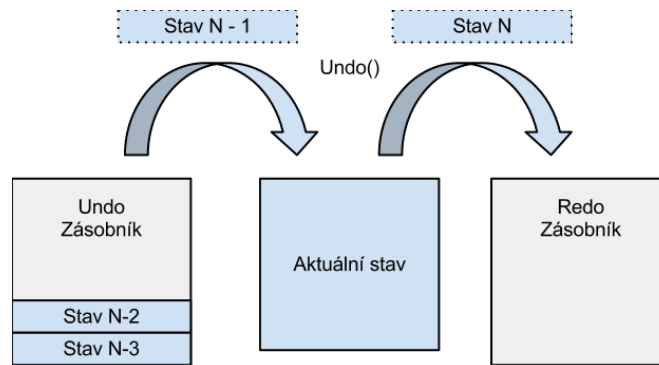 Stav N - 1
Stav N
Undo()
Undo
Zásobník
Aktuální stav
Redo
Zásobník
Stav N-2
Stav N-3